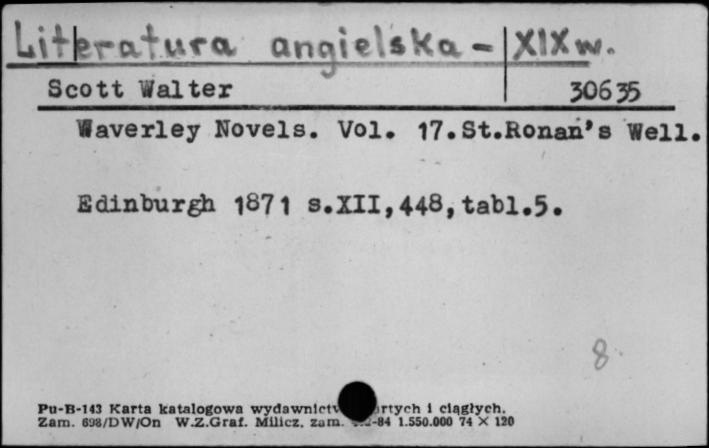 Literatura angielska - XIX w.
Scott Walter 30635
Waverley Novels. Vol. 17. St.Ronan's Well.
Edinburgh 1871 s.XII,448,tabl.5.
8
Pu-B-143 Karta katalogowa i ciągłych.
Zam. 698/DW/On W.Z.Graf. Milicz, zam. -84 1.550.000 74 × 120